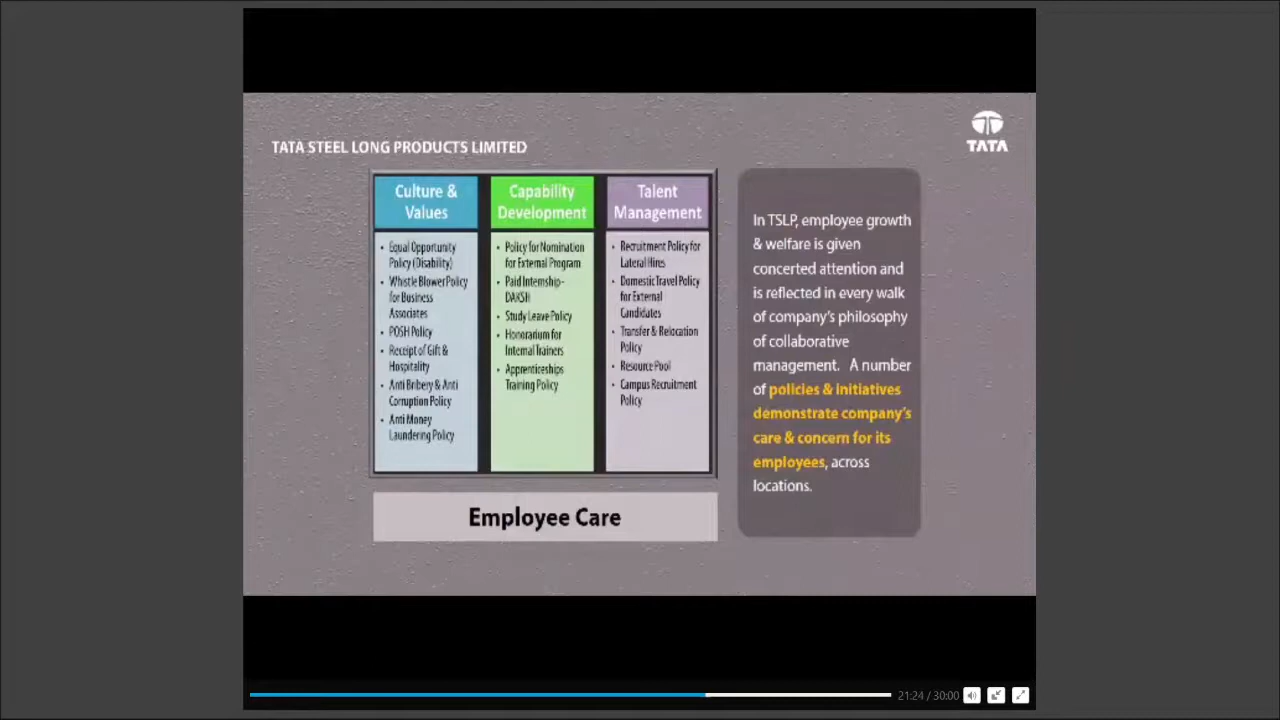 TATA STEEL LONG PRODUCTS LIMITED
TATA
Culture &
Values
• Equal Opportunity
Policy (Disability)
• Whistle Blower Policy
for Business
Associates
• POSH Policy
• Receipt of Gift &
Hospitality
• Anti Bribery & Anti
Corruption Policy
• Anti Money
Laundering Policy
Capability
Development
• Policy for Nomination
for External Program
• Paid Internship-
DAKSH
• Study Leave Policy
• Honorarium for
Internal Trainers
• Apprenticeships
Training Policy
Talent
Management
• Recruitment Policy for
Lateral Hires
• Domestic Travel Policy
for External
Candidates
• Transfer & Relocation
Policy
• Resource Pool
• Campus Recruitment
Policy
Employee Care
In TSLP, employee growth
& welfare is given
concerted attention and
is reflected in every walk
of company's philosophy
of collaborative
management. A number
of policies & initiatives
demonstrate company's
care & concern for its
employees, across
locations.
21:24 / 30:00